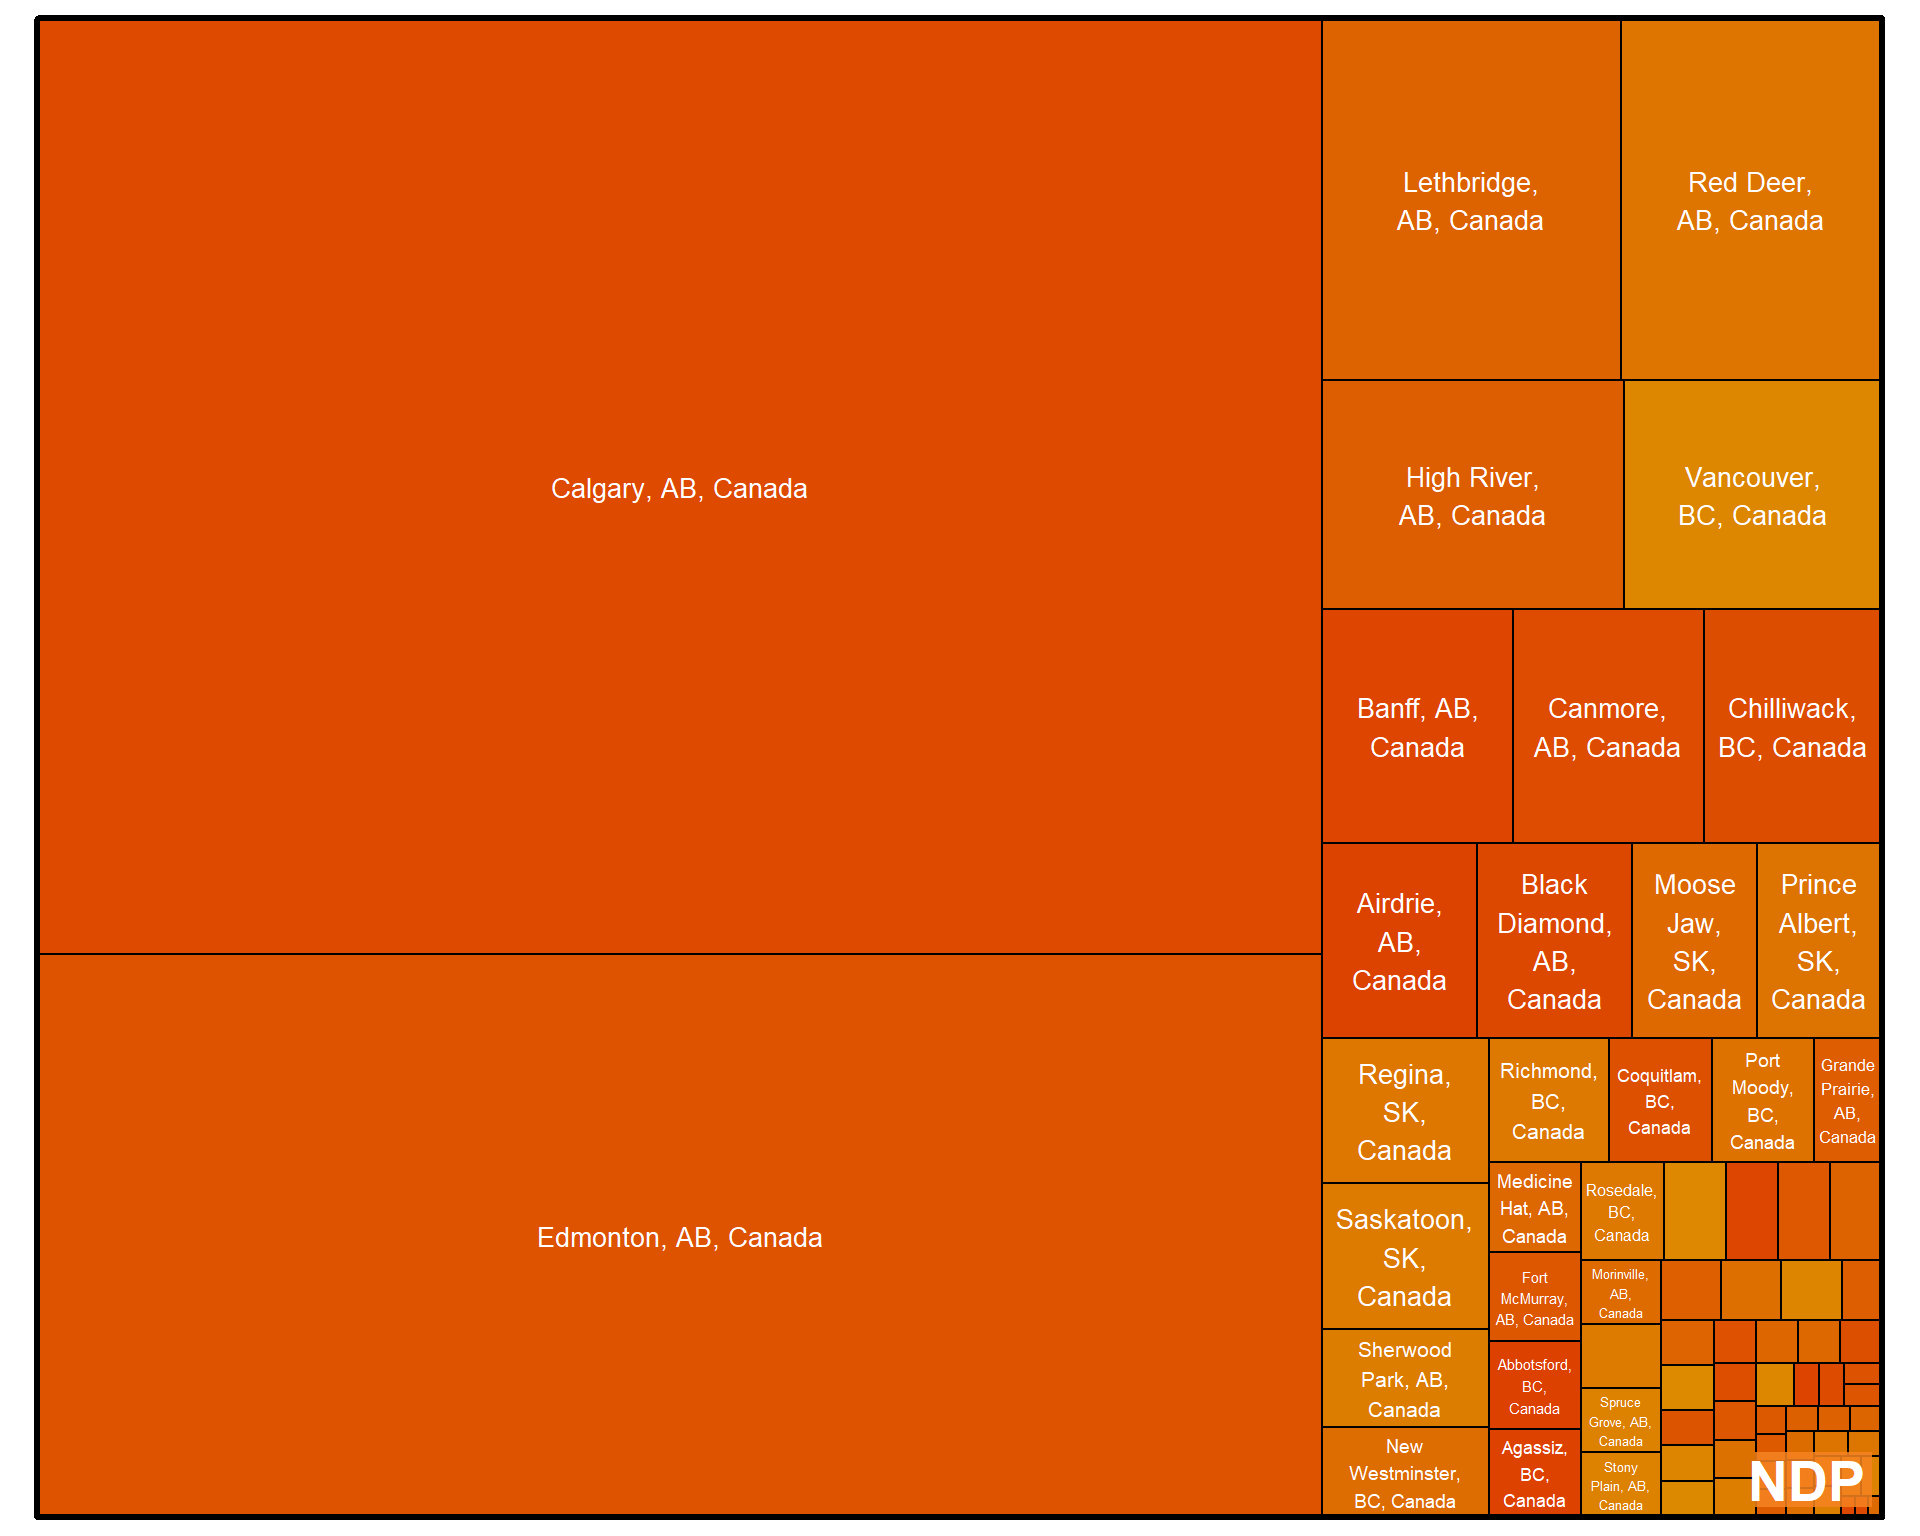 Calgary, AB, Canada
Edmonton, AB, Canada
Lethbridge,
AB, Canada
Red Deer,
AB, Canada
High River,
AB, Canada
Vancouver,
BC, Canada
Banff, AB,
Canada
Canmore,
AB, Canada
Chilliwack,
BC, Canada
Airdrie,
AB,
Canada
Black
Diamond,
AB,
Canada
Moose
Jaw,
SK,
Canada
Prince
Albert,
SK,
Canada
Regina,
SK,
Canada
Richmond,
BC,
Canada
Coquitlam,
BC,
Canada
Port
Moody,
BC,
Canada
Grande
Prairie,
AB,
Canada
Saskatoon,
SK,
Canada
Sherwood
Park, AB,
Canada
New
Westminster,
BC, Canada
Medicine
Hat, AB,
Canada
Fort
McMurray,
AB, Canada
Abbotsford,
BC,
Canada
Agassiz,
BC,
Canada
Rosedale,
BC,
Canada
Morinville,
AB,
Canada
Spruce
Grove, AB,
Canada
Stony
Plain, AB,
Canada
NDP